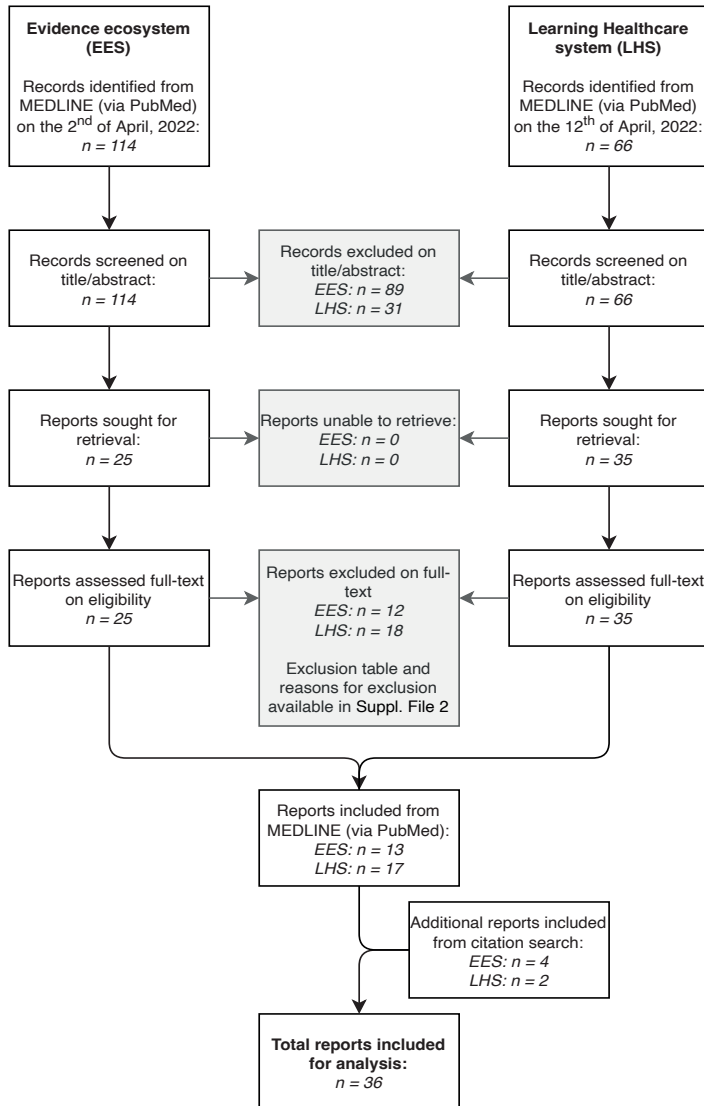 Evidence ecosystem
(EES)
Records identified from
MEDLINE (via PubMed)
on the 2nd of April, 2022:
n = 114
Learning Healthcare
system (LHS)
Records identified from
MEDLINE (via PubMed)
on the 12th of April, 2022:
n = 66
Records screened on
title/abstract:
n = 114
Records excluded on
title/abstract:
EES: n = 89
LHS: n = 31
Records screened on
title/abstract:
n = 66
Reports sought for
retrieval:
n = 25
Reports unable to retrieve:
EES: n = 0
LHS: n = 0
Reports sought for
retrieval:
n = 35
Reports assessed full-text
on eligibility
n = 25
Reports excluded on full-
text
EES: n = 12
LHS: n = 18
Exclusion table and
reasons for exclusion
available in Suppl. File 2
Reports assessed full-text
on eligibility
n = 35
Reports included from
MEDLINE (via PubMed):
EES: n = 13
LHS: n = 17
Additional reports included
from citation search:
EES: n = 4
LHS: n = 2
Total reports included
for analysis:
n = 36